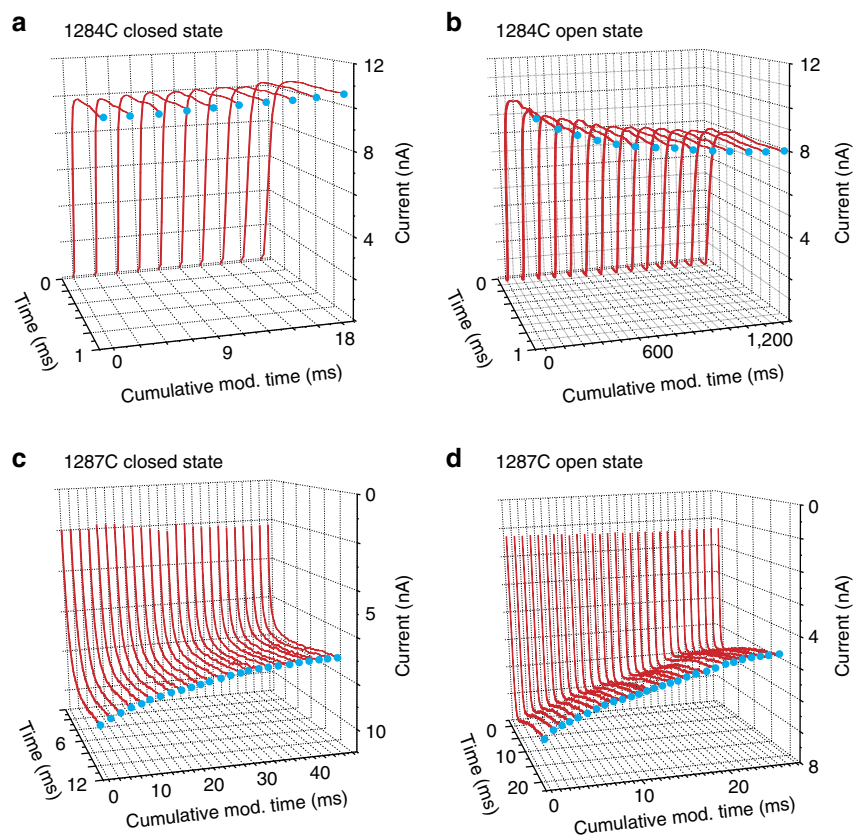 a 1284C closed state
12
8
4
Current (nA)
0
1
Time (ms)
0 9 18
Cumulative mod. time (ms)
b 1284C open state
12
8
4
Current (nA)
0
1
Time (ms)
0 600 1,200
Cumulative mod. time (ms)
c 1287C closed state
0
5
10
Current (nA)
6
12
Time (ms)
0 10 20 30 40
Cumulative mod. time (ms)
d 1287C open state
0
4
8
Current (nA)
0
10
20
Time (ms)
0 10 20
Cumulative mod. time (ms)